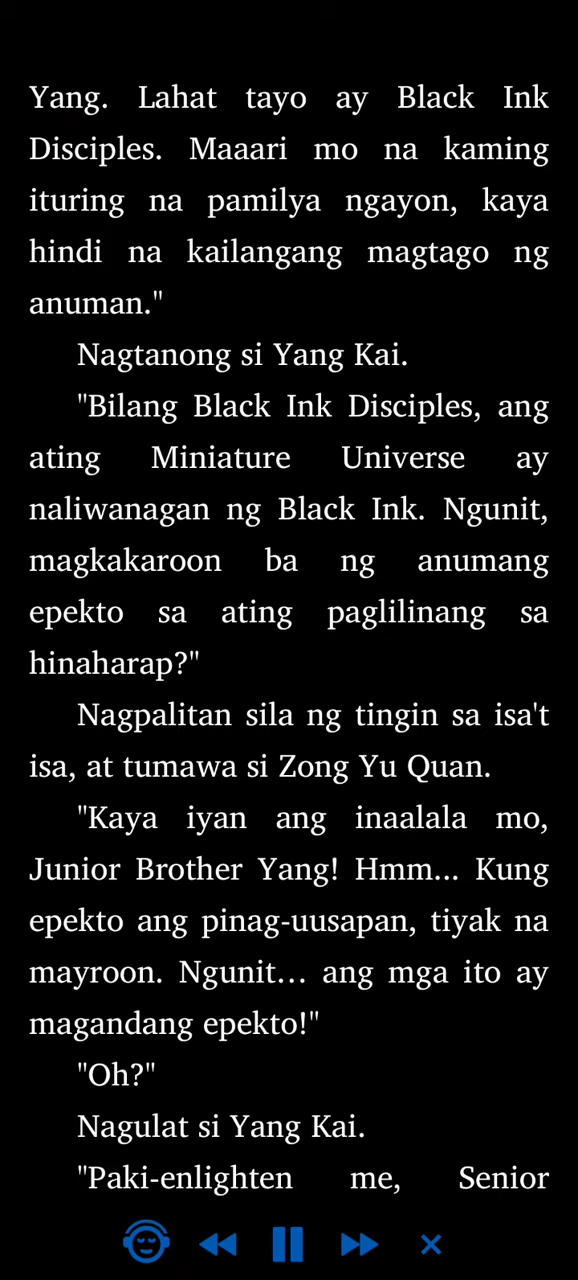 Yang. Lahat tayo ay Black Ink
Disciples. Maaari mo na kaming
ituring na pamilya ngayon, kaya
hindi na kailangang magtago ng
anuman."
Nagtanong si Yang Kai.
"Bilang Black Ink Disciples, ang
ating Miniature Universe ay
naliwanagan ng Black Ink. Ngunit,
magkakaroon ba ng anumang
epekto sa ating paglilinang sa
hinaharap?"
Nagpalitan sila ng tingin sa isa't
isa, at tumawa si Zong Yu Quan.
"Kaya iyan ang inaalala mo,
Junior Brother Yang! Hmm... Kung
epekto ang pinag-uusapan, tiyak na
mayroon. Ngunit… ang mga ito ay
magandang epekto!"
"Oh?"
Nagulat si Yang Kai.
"Paki-enlighten me, Senior